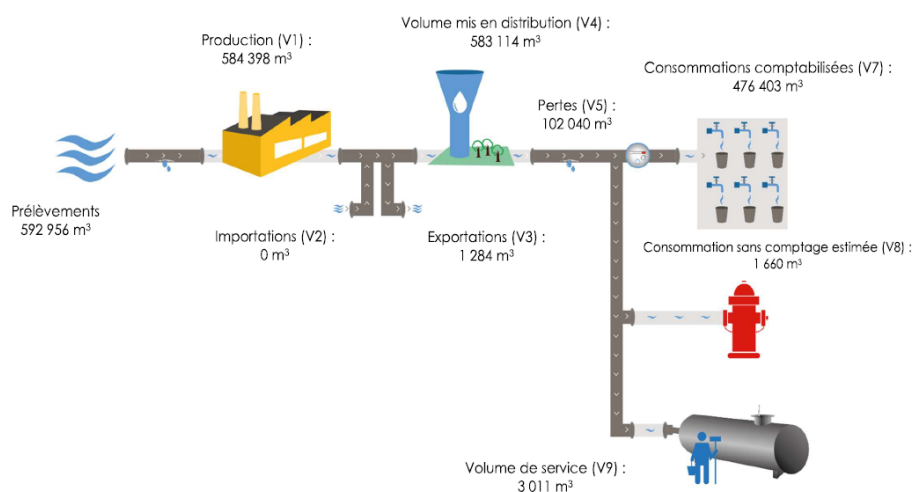 Volume mis en distribution (V4) :
583 114 m³
Production (V1) :
584 398 m³
Consommations comptabilisées (V7) :
476 403 m³
Pertes (V5) :
102 040 m³
Prélèvements
592 956 m³
Importations (V2) :
0 m³
Exportations (V3) :
1 284 m³
Consommation sans comptage estimée (V8) :
1 660 m³
Volume de service (V9) :
3 011 m³